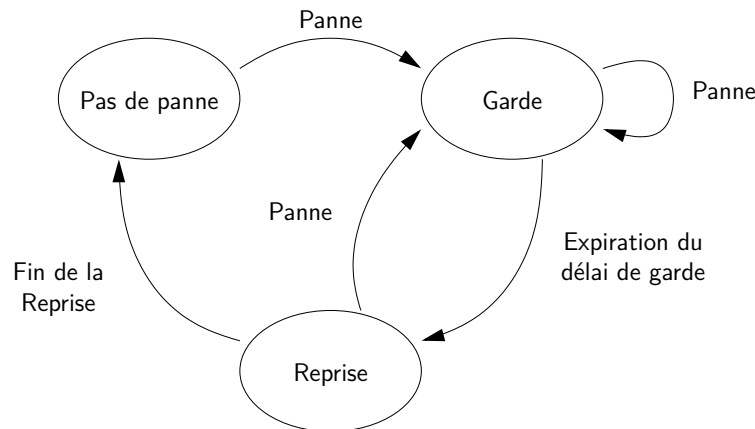 Panne
Pas de panne
Garde
Panne
Panne
Expiration du
délai de garde
Fin de la
Reprise
Reprise